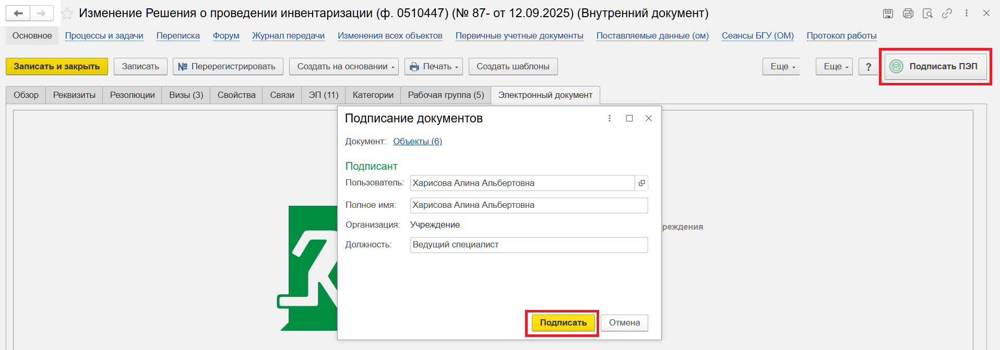 Изменение Решения о проведении инвентаризации (ф. 0510447) (№ 87- от 12.09.2025) (Внутренний документ)
Основное Процессы и задачи Переписка Форум Журнал передачи Изменения всех объектов Первичные учетные документы Поставляемые данные (ом) Сеансы БГУ (ОМ) Протокол работы
Записать и закрыть Записать № Перерегистрировать Создать на основании Печать Создать шаблоны Еще Еще ? Подписать ПЭП
Обзор Реквизиты Резолюции Визы (3) Свойства Связи ЭП (11) Категории Рабочая группа (5) Электронный документ
Подписание документов
Документ: Объекты (6)
Подписант
Пользователь: Харисова Алина Альбертовна
Полное имя: Харисова Алина Альбертовна
Организация: Учреждение
реждения
Должность: Ведущий специалист
Подписать Отмена